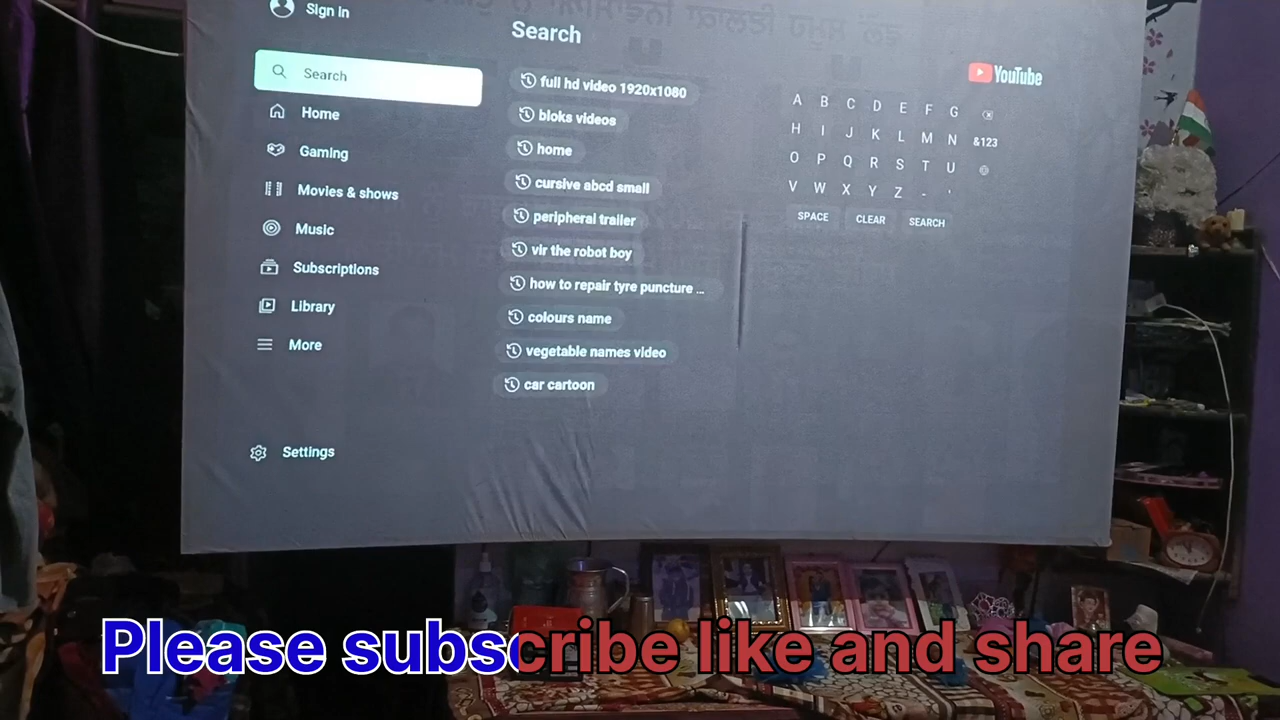 Sign in
Search
Home
Gaming
Movies & shows
Music
Subscriptions
Library
More
Settings
Search
full hd video 1920x1080
bloks videos
home
cursive abcd small
peripheral trailer
vir the robot boy
how to repair tyre puncture ...
colours name
vegetable names video
car cartoon
YouTube
A B C D E F G
H I J K L M N &123
O P Q R S T U
V W X Y Z - '
SPACE CLEAR SEARCH
Please subscribe like and share